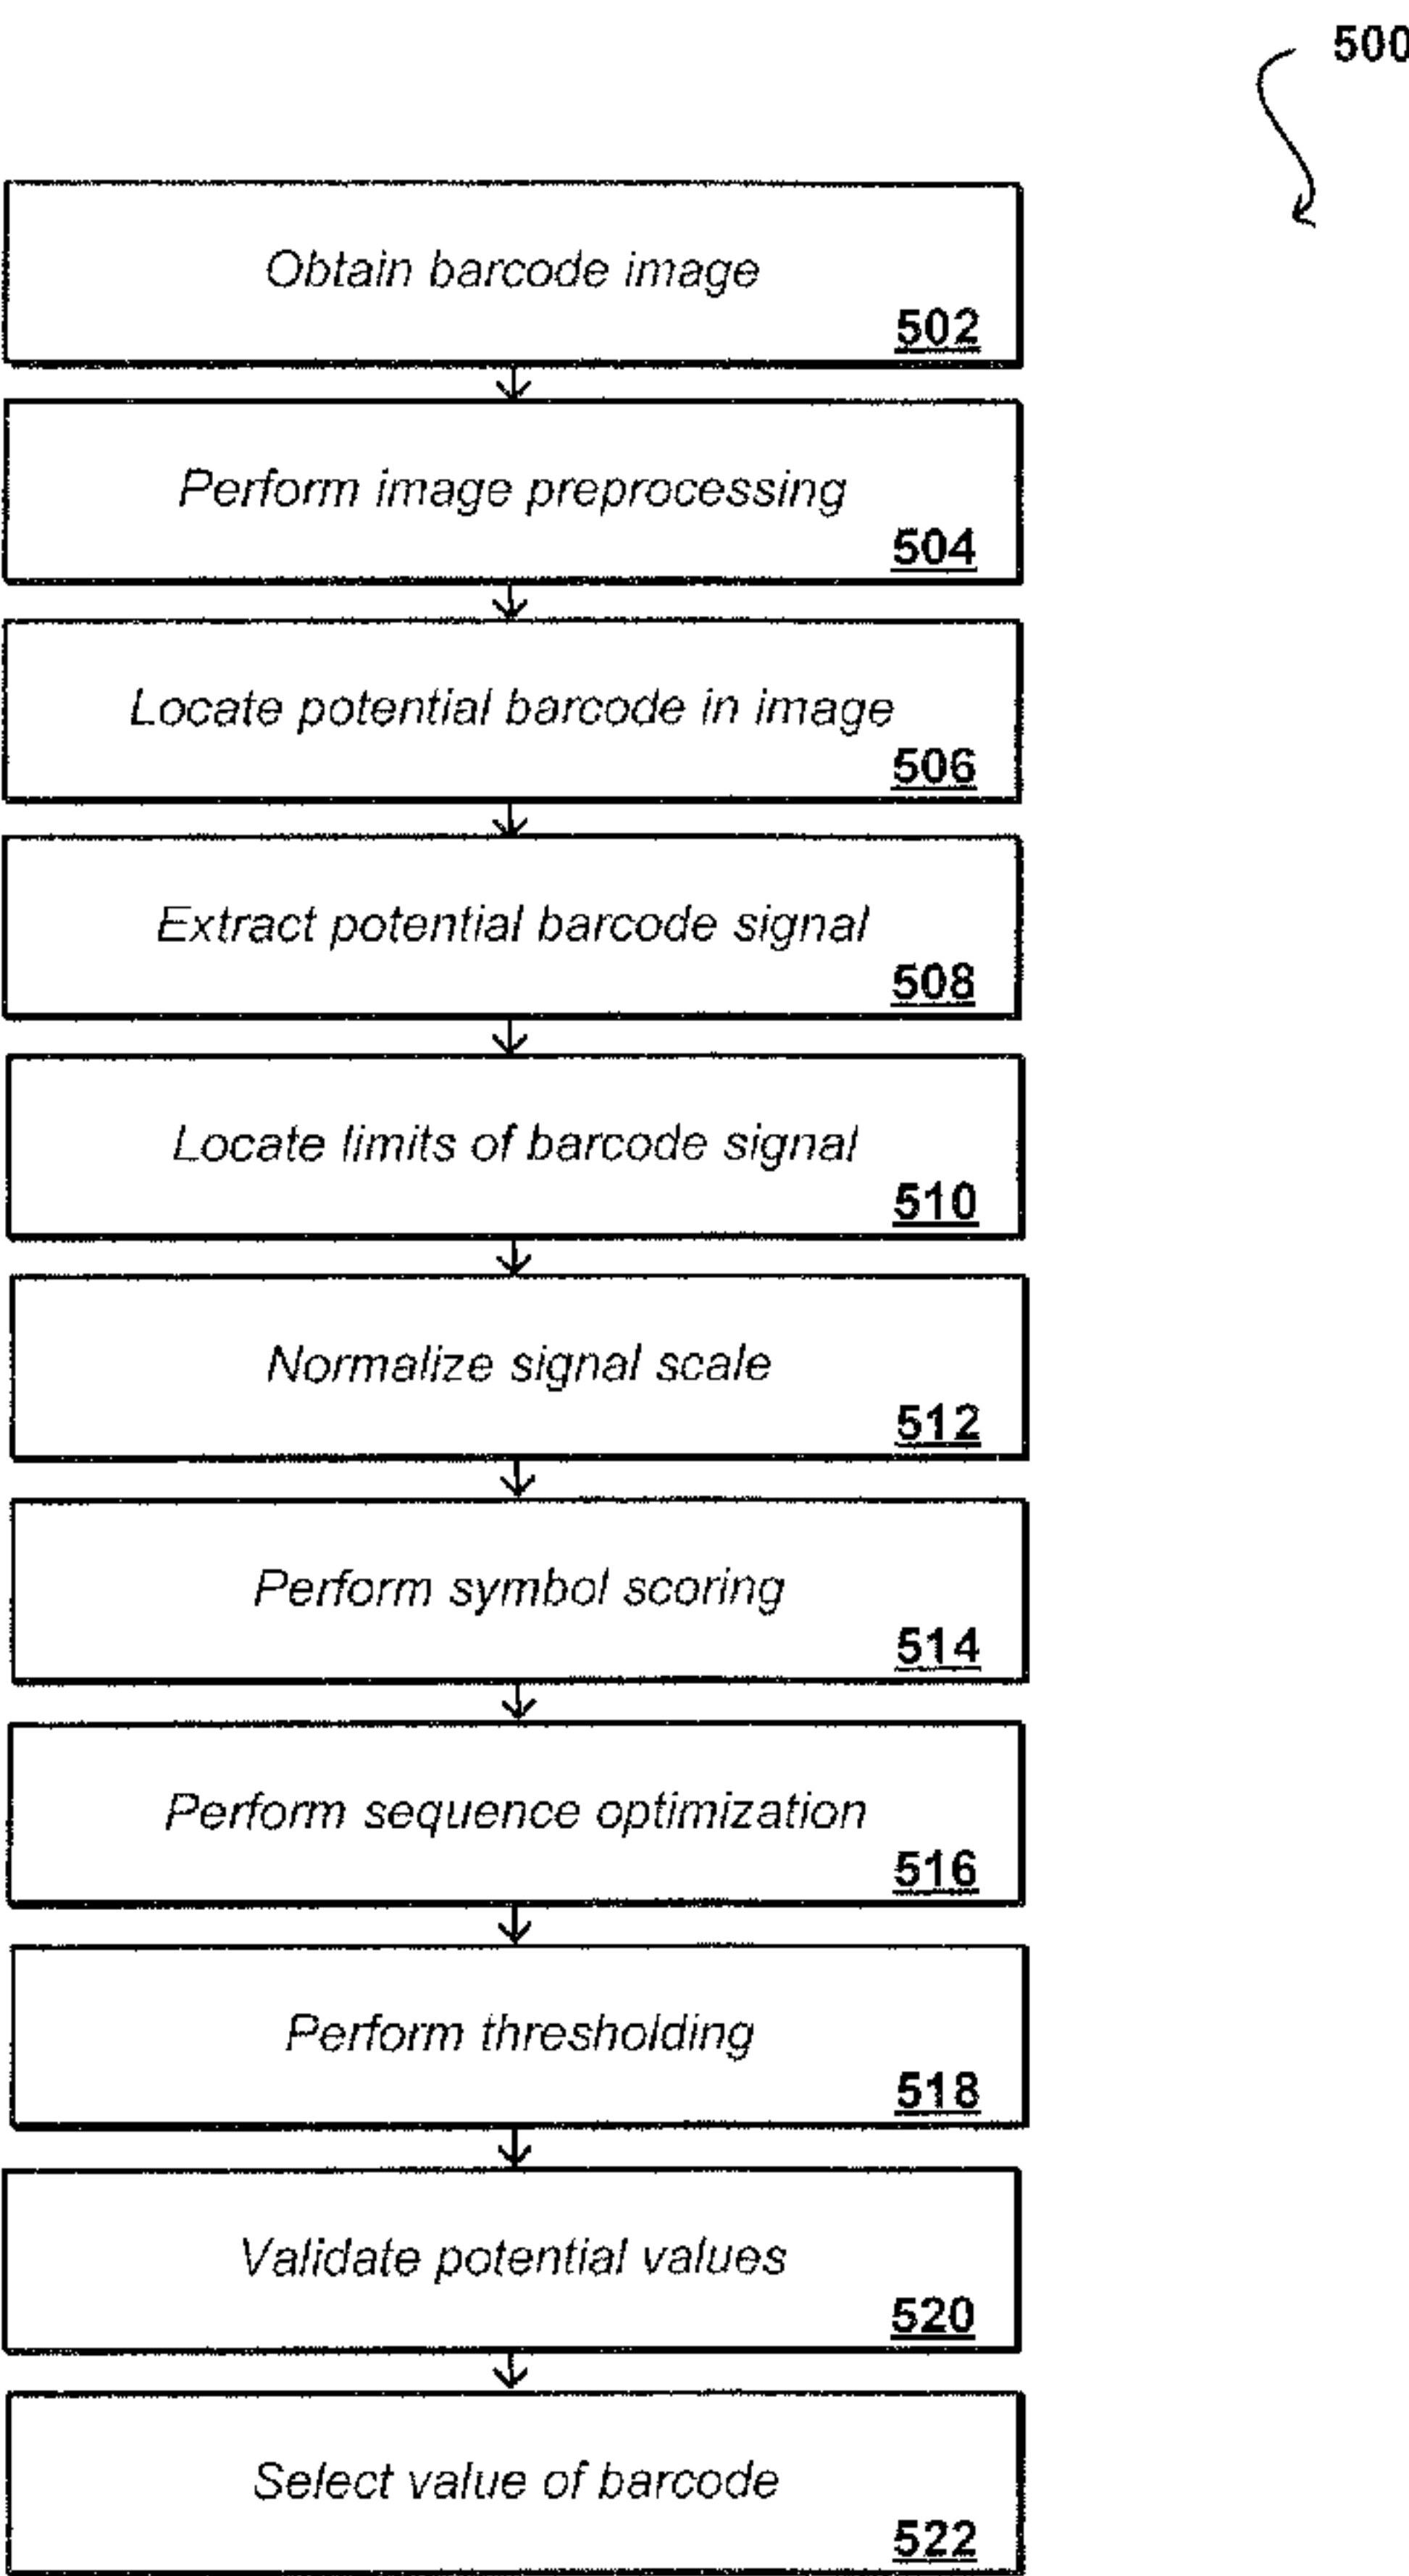 500
Obtain barcode image
502
Perform image preprocessing
504
Locate potential barcode in image
506
Extract potential barcode signal
508
Locate limits of barcode signal
510
Normalize signal scale
512
Perform symbol scoring
514
Perform sequence optimization
516
Perform thresholding
518
Validate potential values
520
Select value of barcode
522